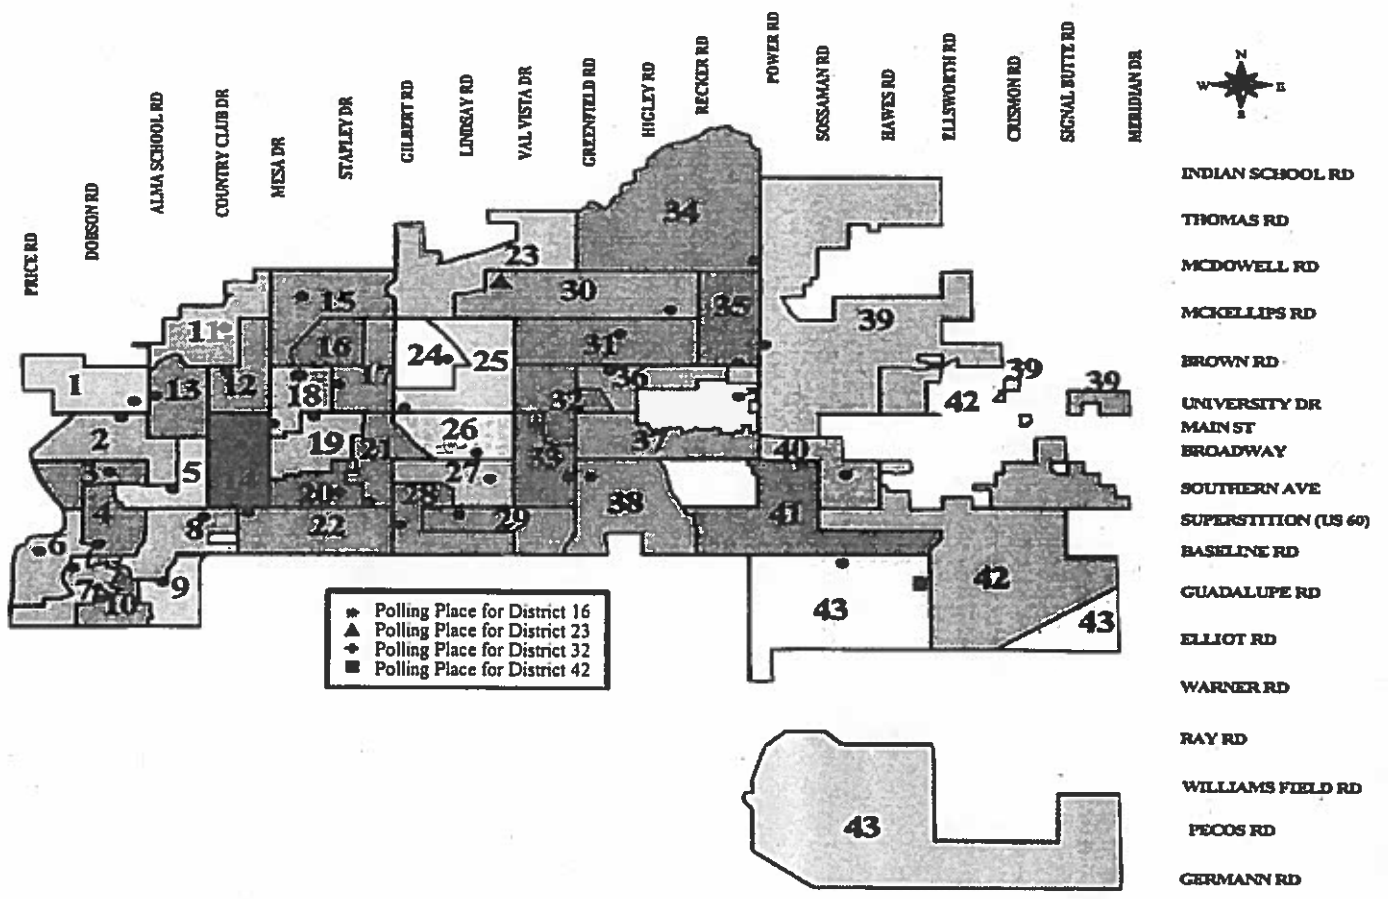 PRICE RD
DOBSON RD
ALMA SCHOOL RD
COUNTRY CLUB DR
MESA DR
STAPLEY DR
GILBERT RD
LINDSAY RD
VAL VISTA DR
GREENFIELD RD
HIGLEY RD
RECKER RD
POWER RD
SOSSAMAN RD
HAWES RD
ELLSWORTH RD
CRISMON RD
SIGNAL BUTTE RD
MERIDIAN DR
N
W E
S
INDIAN SCHOOL RD
THOMAS RD
MCDOWELL RD
MCKELLIPS RD
BROWN RD
UNIVERSITY DR
MAIN ST
BROADWAY
SOUTHERN AVE
SUPERSTITION (US 60)
BASELINE RD
GUADALUPE RD
ELLIOT RD
WARNER RD
RAY RD
WILLIAMS FIELD RD
PECOS RD
GERMANN RD
34
23
30
15
35
11
39
16
31
24
25
17
36
39
39
1
13
12
18
32
42
2
19
21
26
37
40
3
5
14
20
27
33
4
8
22
28
29
38
41
6
7
9
10
42
43
43
43
Polling Place for District 16
Polling Place for District 23
Polling Place for District 32
Polling Place for District 42